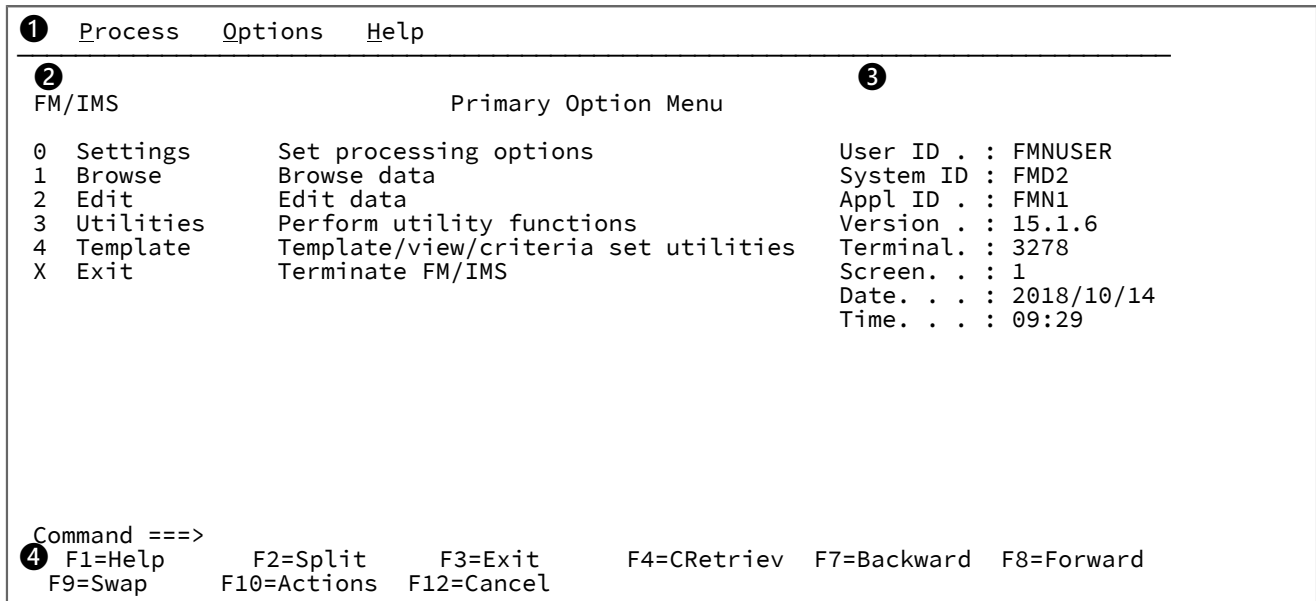 ❶ Process Options Help
❷ ❸
FM/IMS Primary Option Menu
0 Settings Set processing options User ID . : FMNUSER
1 Browse Browse data System ID : FMD2
2 Edit Edit data Appl ID . : FMN1
3 Utilities Perform utility functions Version . : 15.1.6
4 Template Template/view/criteria set utilities Terminal. : 3278
X Exit Terminate FM/IMS Screen. . : 1
Date. . . : 2018/10/14
Time. . . : 09:29
Command ===>
❹ F1=Help F2=Split F3=Exit F4=CRetriev F7=Backward F8=Forward
F9=Swap F10=Actions F12=Cancel